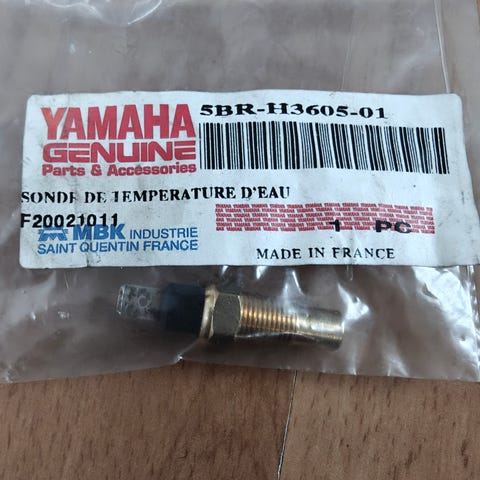 YAMAHA
GENUINE
Parts & Accessories
5BR-H3605-01
SONDE DE TEMPERATURE D'EAU
F20021011
MBK INDUSTRIE
SAINT QUENTIN FRANCE
1 PC
MADE IN FRANCE